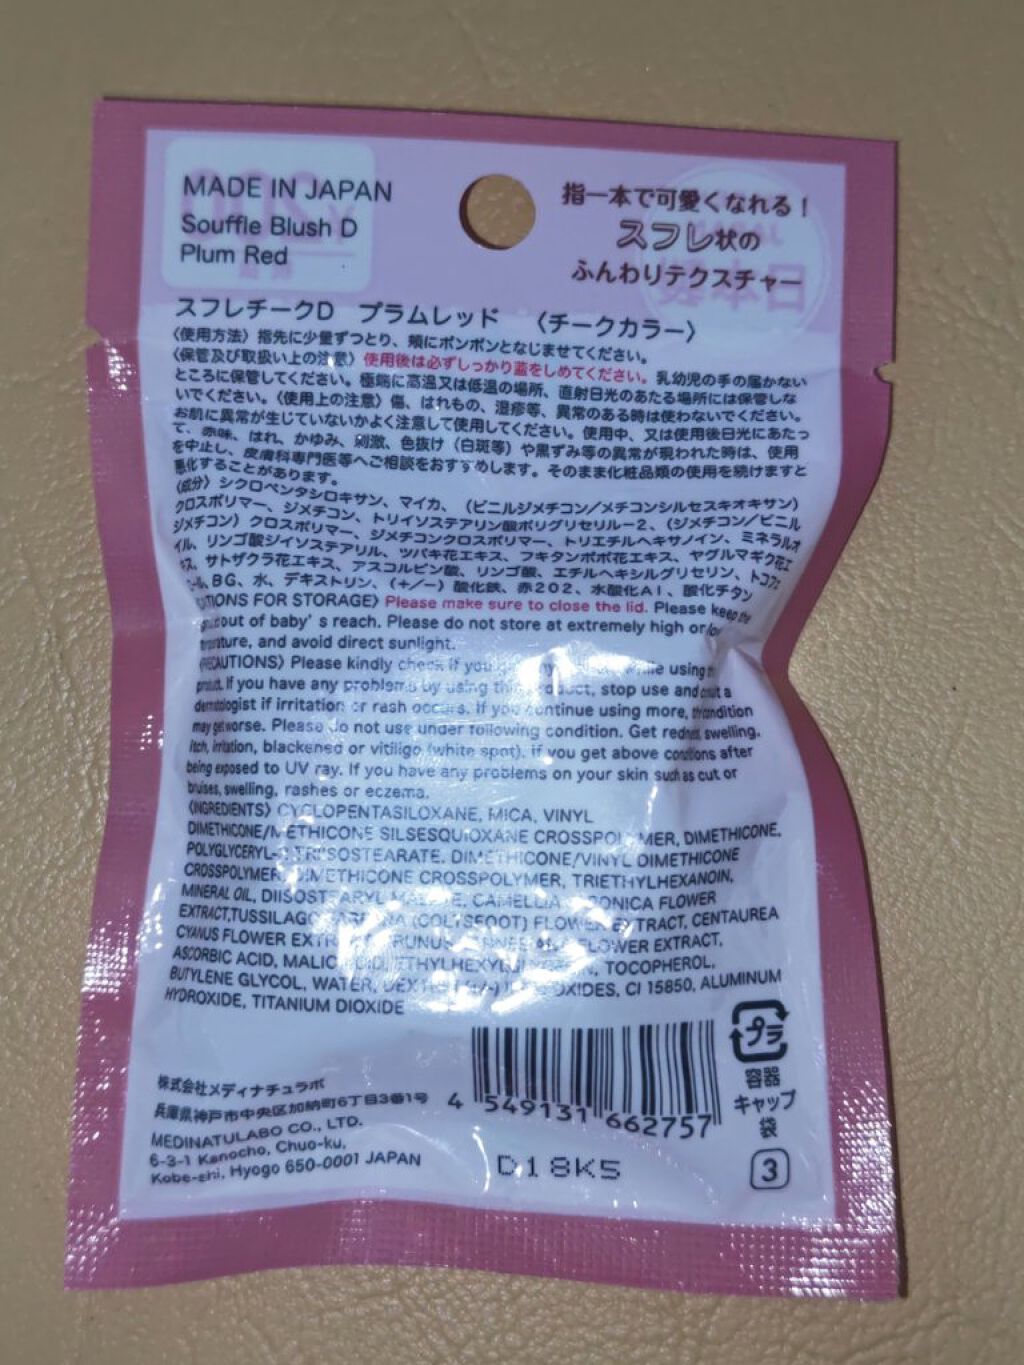 MADE IN JAPAN
Souffle Blush D
Plum Red
指一本で可愛くなれる！
スフレ状の
ふんわりテクスチャー
スフレチークD プラムレッド 〈チークカラー〉
〈使用方法〉指先に少量ずつとり、頬にポンポンとなじませてください。
〈保管及び取扱い上の注意〉使用後は必ずしっかり蓋をしめてください。乳幼児の手の届かない
ところに保管してください。極端に高温又は低温の場所、直射日光のあたる場所には保管しな
いでください。〈使用上の注意〉傷、はれもの、湿疹等、異常のある時は使わないでください。
お肌に異常が生じていないかよく注意して使用してください。使用中、又は使用後日光にあたっ
て、赤味、はれ、かゆみ、刺激、色抜け（白斑等）や黒ずみ等の異常が現われた時は、使用
を中止し、皮膚科専門医等へご相談をおすすめします。そのまま化粧品類の使用を続けますと
悪化することがあります。
〈成分〉シクロペンタシロキサン、マイカ、（ビニルジメチコン／メチコンシルセスキオキサン）
クロスポリマー、ジメチコン、トリイソステアリン酸ポリグリセリル－2、（ジメチコン／ビニル
ジメチコン）クロスポリマー、ジメチコンクロスポリマー、トリエチルヘキサノイン、ミネラルオ
イル、リンゴ酸ジイソステアリル、ツバキ花エキス、フキタンポポ花エキス、ヤグルマギク花エ
キス、サトザクラ花エキス、アスコルビン酸、リンゴ酸、エチルヘキシルグリセリン、トコフェ
ロール、BG、水、デキストリン、（＋/－）酸化鉄、赤202、水酸化Al、酸化チタン
FOR STORAGE〉Please make sure to close the lid. Please keep the
out of baby's reach. Please do not store at extremely high or low
and avoid direct sunlight.
〈PRECAUTIONS〉Please kindly check if you while using
product. If you have any problems by using this product, stop use and consult a
dermatologist if irritation or rash occurs. If you continue using more, condition
may get worse. Please do not use under following condition. Get redness, swelling,
itch, irritation, blackened or vitiligo (white spot). if you get above conditions after
being exposed to UV ray. If you have any problems on your skin such as cut or
bruises, swelling, rashes or eczema.
〈INGREDIENTS〉CYCLOPENTASILOXANE, MICA, VINYL
DIMETHICONE/METHICONE SILSESQUIOXANE CROSSPOLYMER, DIMETHICONE,
POLYGLYCERYL-2 TRIISOSTEARATE, DIMETHICONE/VINYL DIMETHICONE
CROSSPOLYMER, DIMETHICONE CROSSPOLYMER, TRIETHYLHEXANOIN,
MINERAL OIL, DIISOSTEARYL MALATE, CAMELLIA JAPONICA FLOWER
EXTRACT,TUSSILAGO FARFARA (COLTSFOOT) FLOWER EXTRACT, CENTAUREA
CYANUS FLOWER EXTRACT, PRUNUS FLOWER EXTRACT,
ASCORBIC ACID, MALIC ACID, ETHYLHEXYLGLYCERIN, TOCOPHEROL,
BUTYLENE GLYCOL, WATER, DEXTRIN, (+/-) OXIDES, CI 15850, ALUMINUM
HYDROXIDE, TITANIUM DIOXIDE
株式会社メディナチュラボ
兵庫県神戸市中央区加納町6丁目3番1号
MEDINATULABO CO., LTD.
6-3-1 Kanocho, Chuo-ku,
Kobe-shi, Hyogo 650-0001 JAPAN
4 549131 662757
D18K5
プラ
容器
キャップ
袋
3